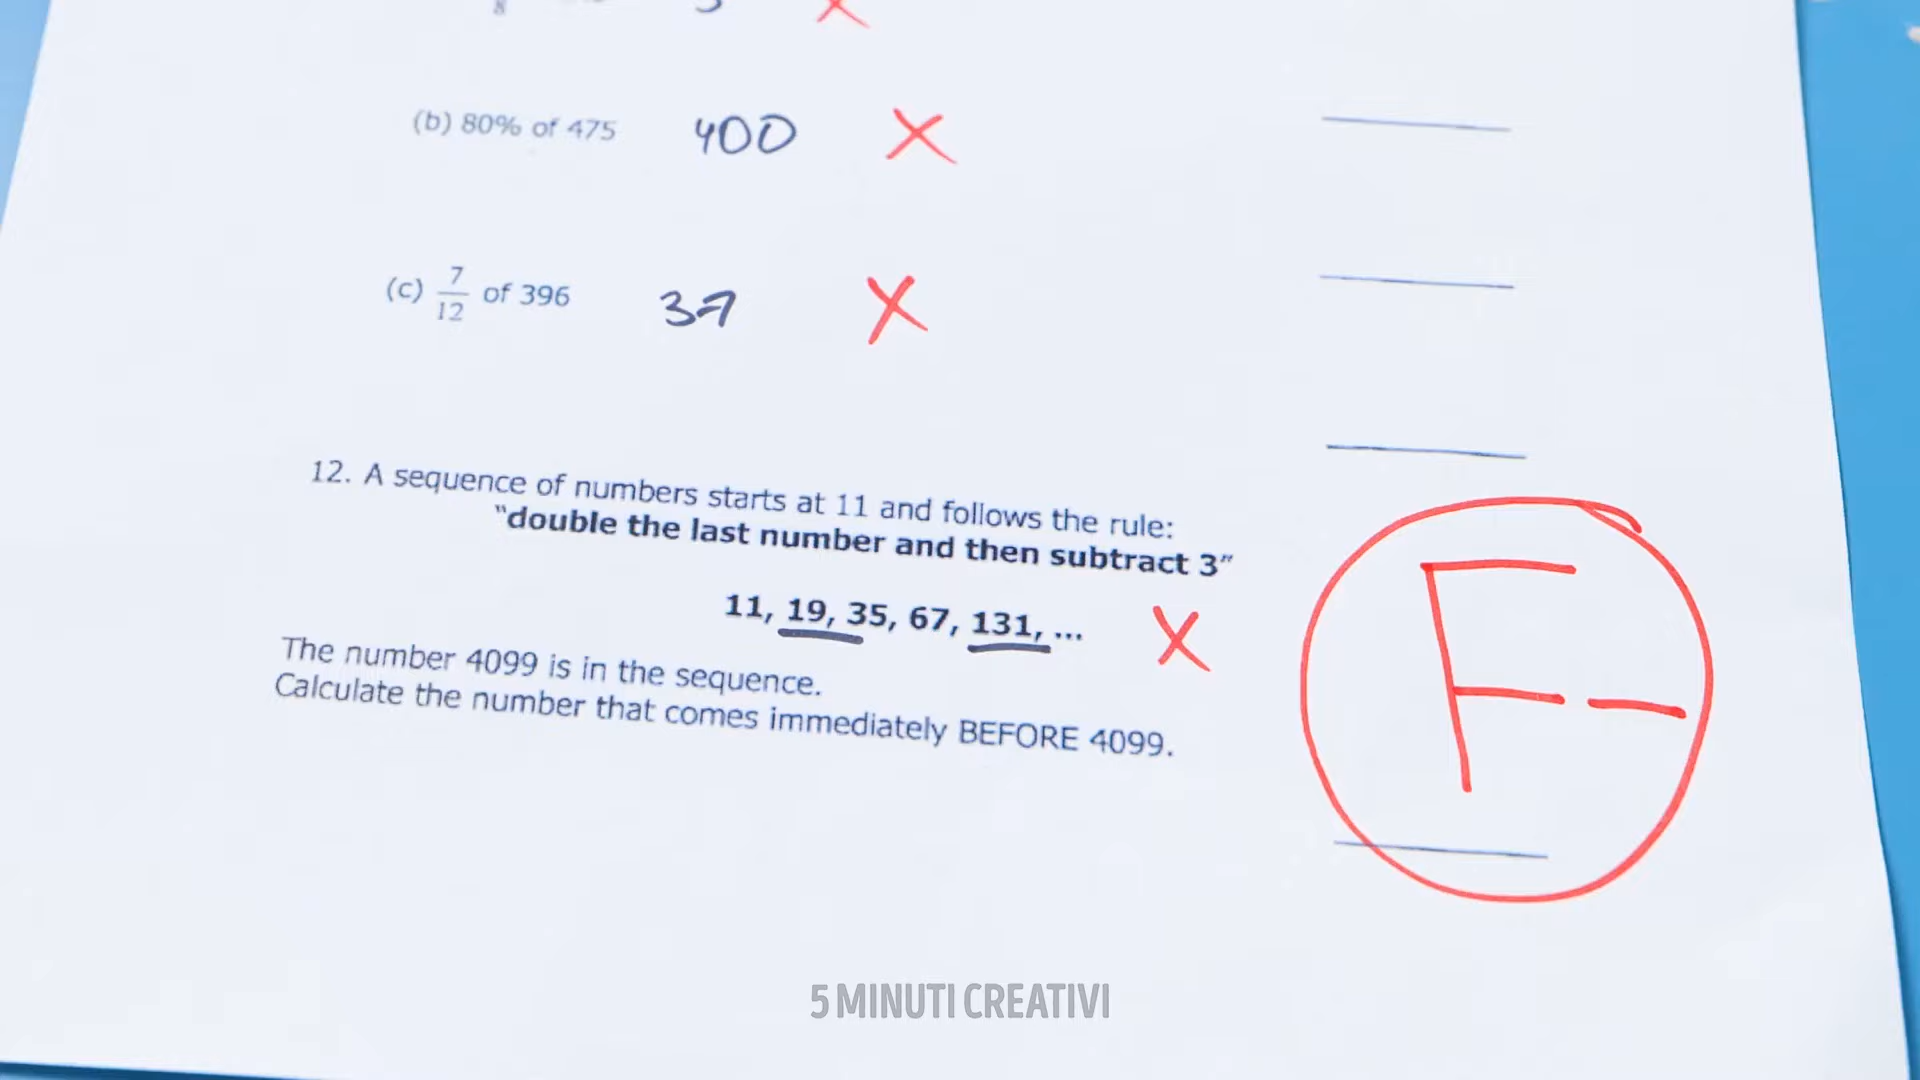 8
(b) 80% of 475 400 X
(c) 7/12 of 396 37 X
12. A sequence of numbers starts at 11 and follows the rule:
"double the last number and then subtract 3"
11, 19, 35, 67, 131, ... X
The number 4099 is in the sequence.
Calculate the number that comes immediately BEFORE 4099.
F-
5 MINUTI CREATIVI